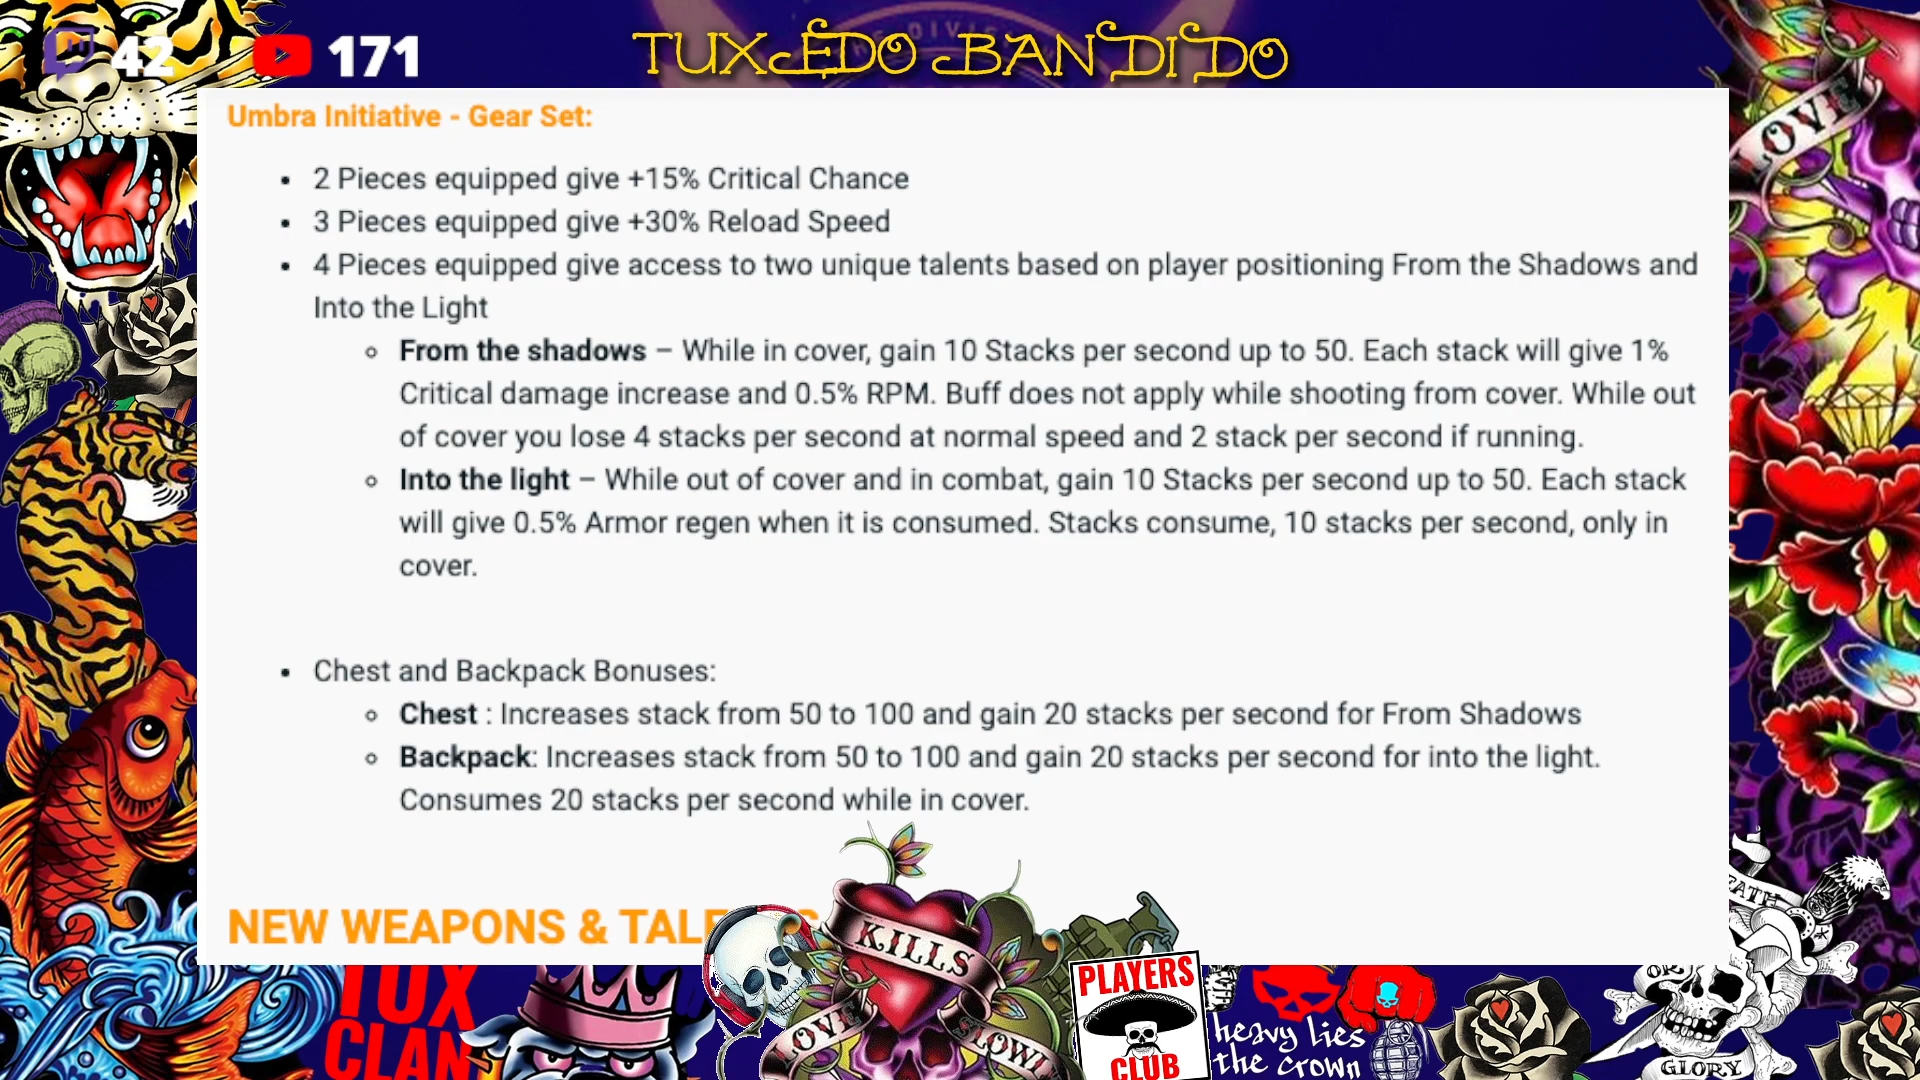 42
171
TUXEDO BANDIDO
Umbra Initiative - Gear Set:
• 2 Pieces equipped give +15% Critical Chance
• 3 Pieces equipped give +30% Reload Speed
• 4 Pieces equipped give access to two unique talents based on player positioning From the Shadows and
Into the Light
◦ From the shadows – While in cover, gain 10 Stacks per second up to 50. Each stack will give 1%
Critical damage increase and 0.5% RPM. Buff does not apply while shooting from cover. While out
of cover you lose 4 stacks per second at normal speed and 2 stack per second if running.
◦ Into the light – While out of cover and in combat, gain 10 Stacks per second up to 50. Each stack
will give 0.5% Armor regen when it is consumed. Stacks consume, 10 stacks per second, only in
cover.
• Chest and Backpack Bonuses:
◦ Chest : Increases stack from 50 to 100 and gain 20 stacks per second for From Shadows
◦ Backpack: Increases stack from 50 to 100 and gain 20 stacks per second for into the light.
Consumes 20 stacks per second while in cover.
NEW WEAPONS &
LOVE
KILLS
LOVE
TUX
CLAN
PLAYERS
CLUB
heavy lies
the crown
OR
GLORY